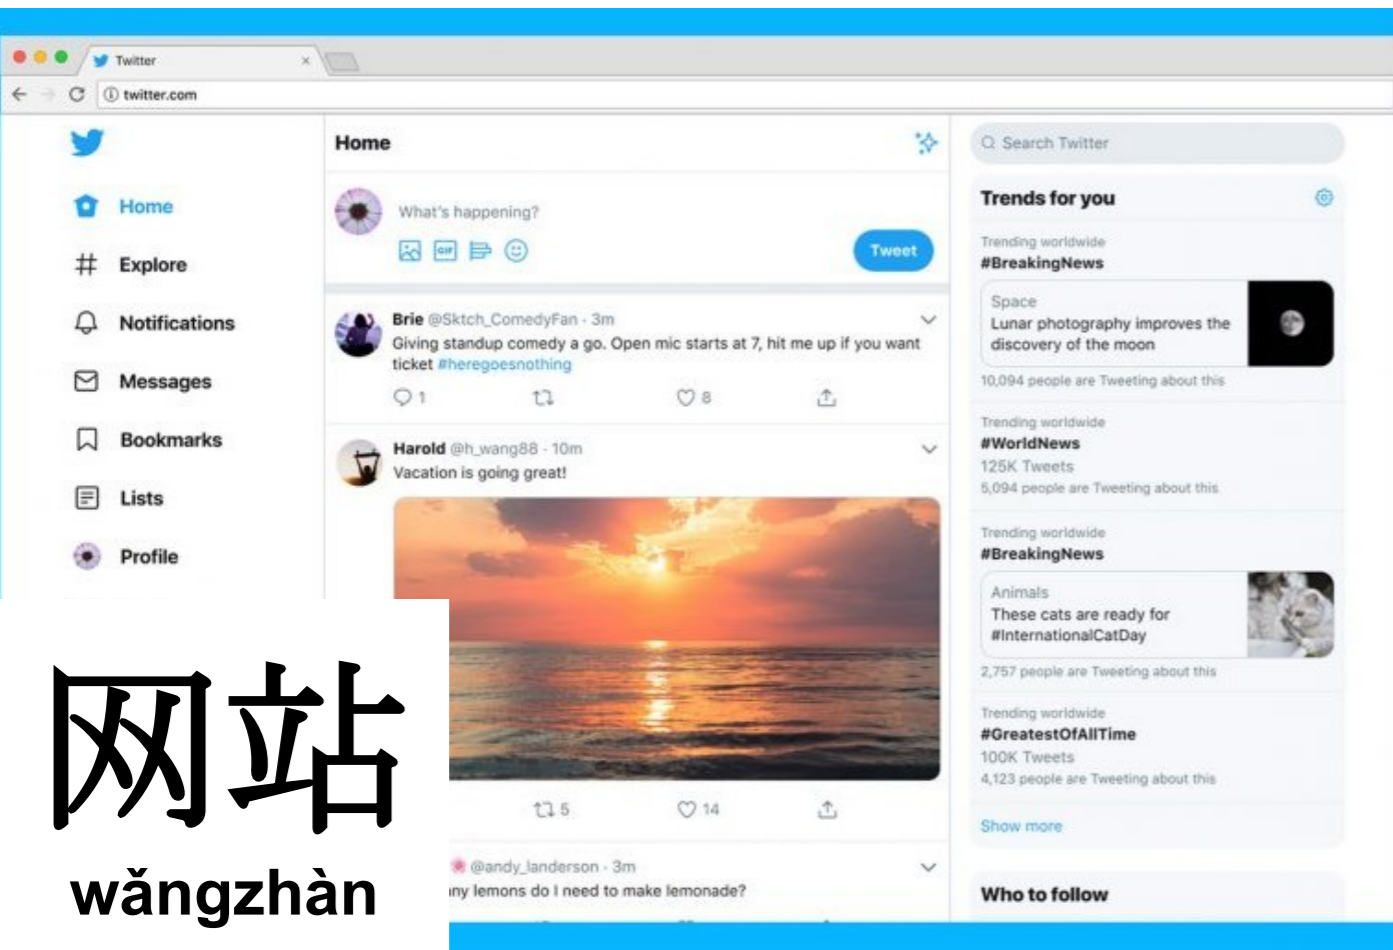 Twitter
twitter.com
Home
Explore
Notifications
Messages
Bookmarks
Lists
Profile
Home
What's happening?
GIF
Tweet
Brie @Sktch_ComedyFan · 3m
Giving standup comedy a go. Open mic starts at 7, hit me up if you want
ticket #heregoesnothing
1
8
Harold @h_wang88 · 10m
Vacation is going great!
5
14
@andy_landerson · 3m
lemons do I need to make lemonade?
Search Twitter
Trends for you
Trending worldwide
#BreakingNews
Space
Lunar photography improves the
discovery of the moon
10,094 people are Tweeting about this
Trending worldwide
#WorldNews
125K Tweets
5,094 people are Tweeting about this
Trending worldwide
#BreakingNews
Animals
These cats are ready for
#InternationalCatDay
2,757 people are Tweeting about this
Trending worldwide
#GreatestOfAllTime
100K Tweets
4,123 people are Tweeting about this
Show more
Who to follow
网站
wǎngzhàn